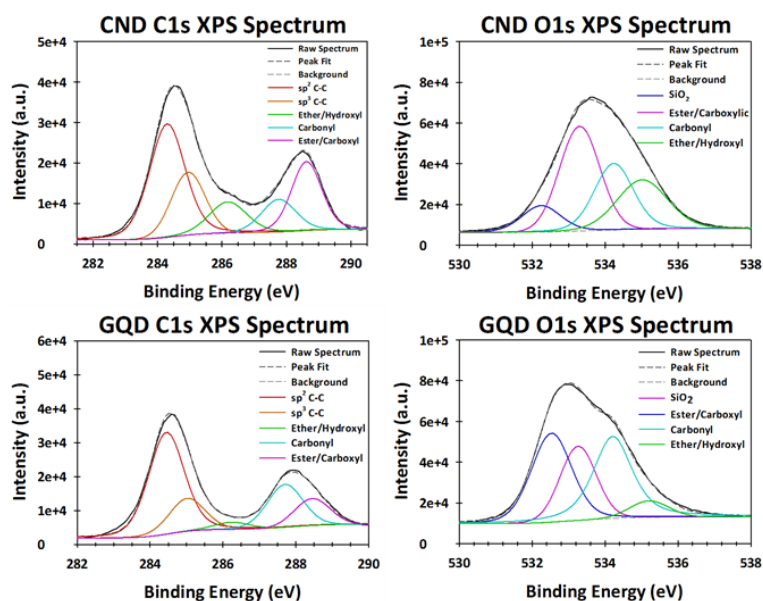 CND C1s XPS Spectrum
5e+4
4e+4
3e+4
2e+4
1e+4
0
Intensity (a.u.)
Raw Spectrum
Peak Fit
Background
sp² C-C
sp³ C-C
Ether/Hydroxyl
Carbonyl
Ester/Carboxyl
282
284
286
288
290
Binding Energy (eV)
CND O1s XPS Spectrum
1e+5
8e+4
6e+4
4e+4
2e+4
0
Intensity (a.u.)
Raw Spectrum
Peak Fit
Background
SiO₂
Ester/Carboxylic
Carbonyl
Ether/Hydroxyl
530
532
534
536
538
Binding Energy (eV)
GQD C1s XPS Spectrum
6e+4
5e+4
4e+4
3e+4
2e+4
1e+4
0
Intensity (a.u.)
Raw Spectrum
Peak Fit
Background
sp² C-C
sp³ C-C
Ether/Hydroxyl
Carbonyl
Ester/Carboxyl
282
284
286
288
290
Binding Energy (eV)
GQD O1s XPS Spectrum
1e+5
8e+4
6e+4
4e+4
2e+4
0
Intensity (a.u.)
Raw Spectrum
Peak Fit
Background
SiO₂
Ester/Carboxyl
Carbonyl
Ether/Hydroxyl
530
532
534
536
538
Binding Energy (eV)